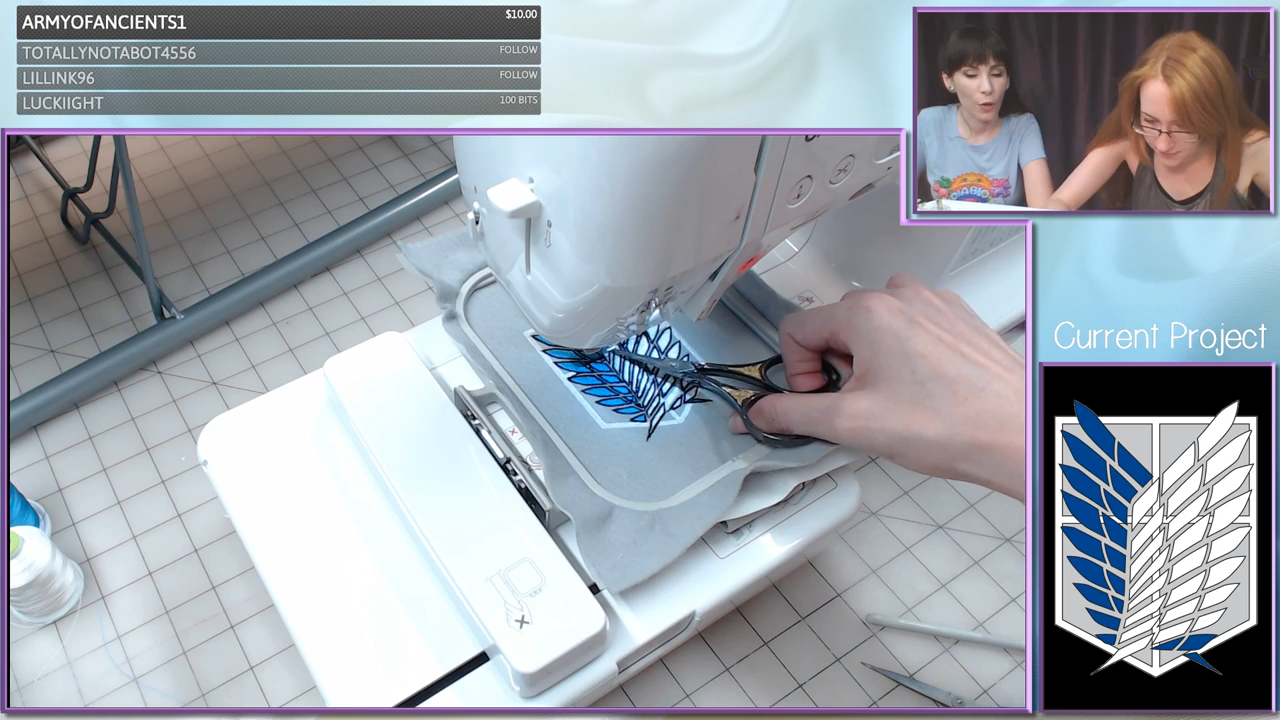 ARMYOFANCIENTS1 $10.00
TOTALLYNOTABOT4556 FOLLOW
LILLINK96 FOLLOW
LUCKIIGHT 100 BITS
Current Project